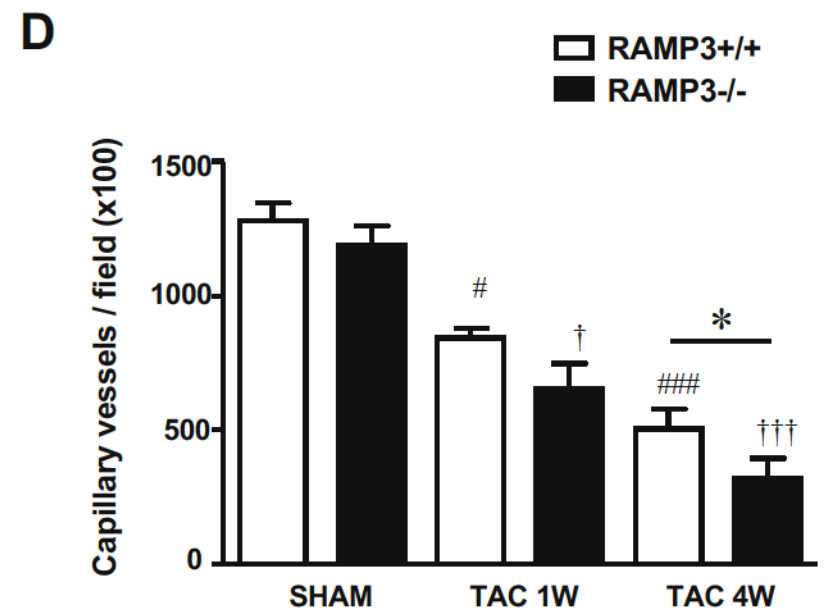 D
RAMP3+/+
RAMP3-/-
Capillary vessels / field (x100)
1500
1000
500
0
#
†
*
###
†††
SHAM
TAC 1W
TAC 4W